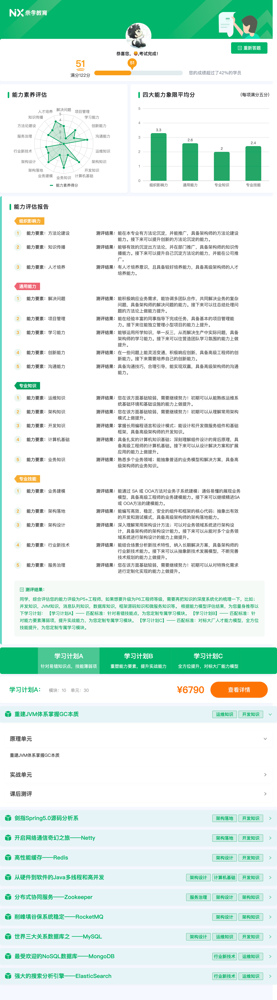 NX 奈学教育
重新答题
恭喜您，🦁,考试完成！
51
满分122分
51
您的成绩超过了42%的学员
能力素养评估
解决问题
项目管理
学习能力
创新能力
沟通能力
运维知识
架构知识
开发知识
计算机基础
业务知识
业务建模
架构落地
架构设计
行业新技术
服务治理
方法论建设
知识传播
人才培养
5
4
3
2
1
0
能力素养得分
四大能力象限平均分
(每项满分五分)
5
4
3
2
1
0
3.3
2.6
2
2.4
组织影响力
通用能力
专业知识
专业技能
能力评估报告
组织影响力
1 能力要素：方法论建设 测评结果：能在本专业有方法论沉淀，并能推广，具备架构师的方法论建设
能力。接下来可以提升创新的方法论沉淀的能力。
2 能力要素：知识传播 测评结果：能够有效的沉淀出方法论，并在部门推广，具备架构师的知识传
播能力。接下来可以提升自己沉淀方法论的能力，并能在公司推
广。
3 能力要素：人才培养 测评结果：有人才培养意识，且具备较好培养能力，具备高级架构师的人才
培养能力。
通用能力
1 能力要素：解决问题 测评结果：能积极响应业务需求，能协调多团队合作，共同解决业务的复杂
问题，具备架构师的解决问题的能力。接下来可以往总结处理问
题的方法论上做能力提升。
2 能力要素：项目管理 测评结果：能在经验丰富的同事指导下完成任务，具备基本的项目管理能
力。接下来往能独立管理小型项目的能力上提升。
3 能力要素：学习能力 测评结果：能够运用所学知识，举一反三，从而解决生产中实际问题，具备
架构师的学习能力。接下来可以往营造团队学习氛围的能力上做
提升。
4 能力要素：创新能力 测评结果：在一些问题上能灵活变通，积极响应创新，具备高级工程师的创
新能力。接下来需要培养自己的创新能力。
5 能力要素：沟通能力 测评结果：具备沟通技巧，合理引导，能实现双赢，具备高级架构师的沟通
能力。
专业知识
1 能力要素：运维知识 测评结果：您在该方面基础较弱，需要继续努力！初期可以从能熟练运维系
统基础环境和基础设施的能力上做提升。
2 能力要素：架构知识 测评结果：您在该方面基础较弱，需要继续努力！初期可以从理解常用架构
模式上做提升。
3 能力要素：开发知识 测评结果：掌握长用编程语言和设计模式；能设计和开发微服务组件和基础
框架，具备高级架构师的开发知识。
4 能力要素：计算机基础 测评结果：具备扎实的计算机知识基础；深刻理解组件设计的背后原理，具
备高级工程师的计算机基础。接下来可以从设计解决方案和扩展
应用的能力上做提升。
5 能力要素：业务知识 测评结果：熟悉多个业务领域；能抽象普适的业务模型和解决方案，具备高
级架构师的业务知识。
专业技能
1 能力要素：业务建模 测评结果：能通过 SA 或 OOA方法对业务子系统建模；通俗易懂的展现业务
模型，具备高级工程师的业务建模能力。接下来可以继续精进SA
或 OOA方法的建模能力。
2 能力要素：架构落地 测评结果：能编写高效、稳定、安全的组件和框架的核心代码；抽象出有效
的开发和测试模式，具备高级架构师的架构落地能力。
3 能力要素：架构设计 测评结果：深入理解常用架构设计方法；可以对业务领域系统进行架构设
计，具备架构师的架构设计能力。接下来可以从能对多个业务领
域系统进行架构设计的能力上做提升。
4 能力要素：行业新技术 测评结果：能结合场景分析新技术特性，纳入长期解决方案，具备架构师的
行业新技术能力。接下来可以从抽象新技术发展模型，不断完善
技术规划的能力上做提升。
5 能力要素：服务治理 测评结果：您在该方面基础较弱，需要继续努力！初期可以从对特殊化需求
进行定制化实现的能力上做提升。
测评结果：
同学，综合评估您的能力评级为P5+工程师，如果想要升级为P6工程师等级，需要再把知识的深度系统化的梳理一下，比如；
并发知识，JVM知识，消息队列知识，数据库知识，框架源码知识和微服务知识等。 根据能力模型评估结果，为您量身推荐以
下学习计划： 【学习计划A】—— 匹配标准：针对易错技能点，为您定制专属学习模块。 【学习计划B】—— 匹配标准：针
对能力要素薄弱项，提升实战能力，为您定制专属学习模块。 【学习计划C】—— 匹配标准：对标大厂人才能力模型，全方位
技能提升，为您定制专属学习模块。
学习计划A
针对易错知识点，技能薄弱项
学习计划B
重塑能力要素，提升实战能力
学习计划C
全方位提升，对标大厂能力模型
学习计划A： 模块：10 单元：30 ¥6790 查看详情
重建JVM体系掌握GC本质 运维知识 开发知识
原理单元
重建JVM体系掌握GC本质
实战单元
课后测评
剑指Spring5.0源码分析系 架构落地 开发知识
开启网络通信奇幻之旅——Netty 架构落地 开发知识
高性能缓存——Redis 架构设计 开发知识
从硬件到软件的Java多线程和高并发 架构设计 计算机基础 开发知识
分布式协同服务——Zookeeper 服务治理 架构设计 架构知识
削峰填谷保系统稳定——RocketMQ 架构设计 架构知识
世界三大关系数据库之 ——MySQL 架构设计 运维知识 开发知识
最受欢迎的NoSQL数据库——MongoDB 行业新技术 运维知识
强大的搜索分析引擎——ElasticSearch 行业新技术 运维知识